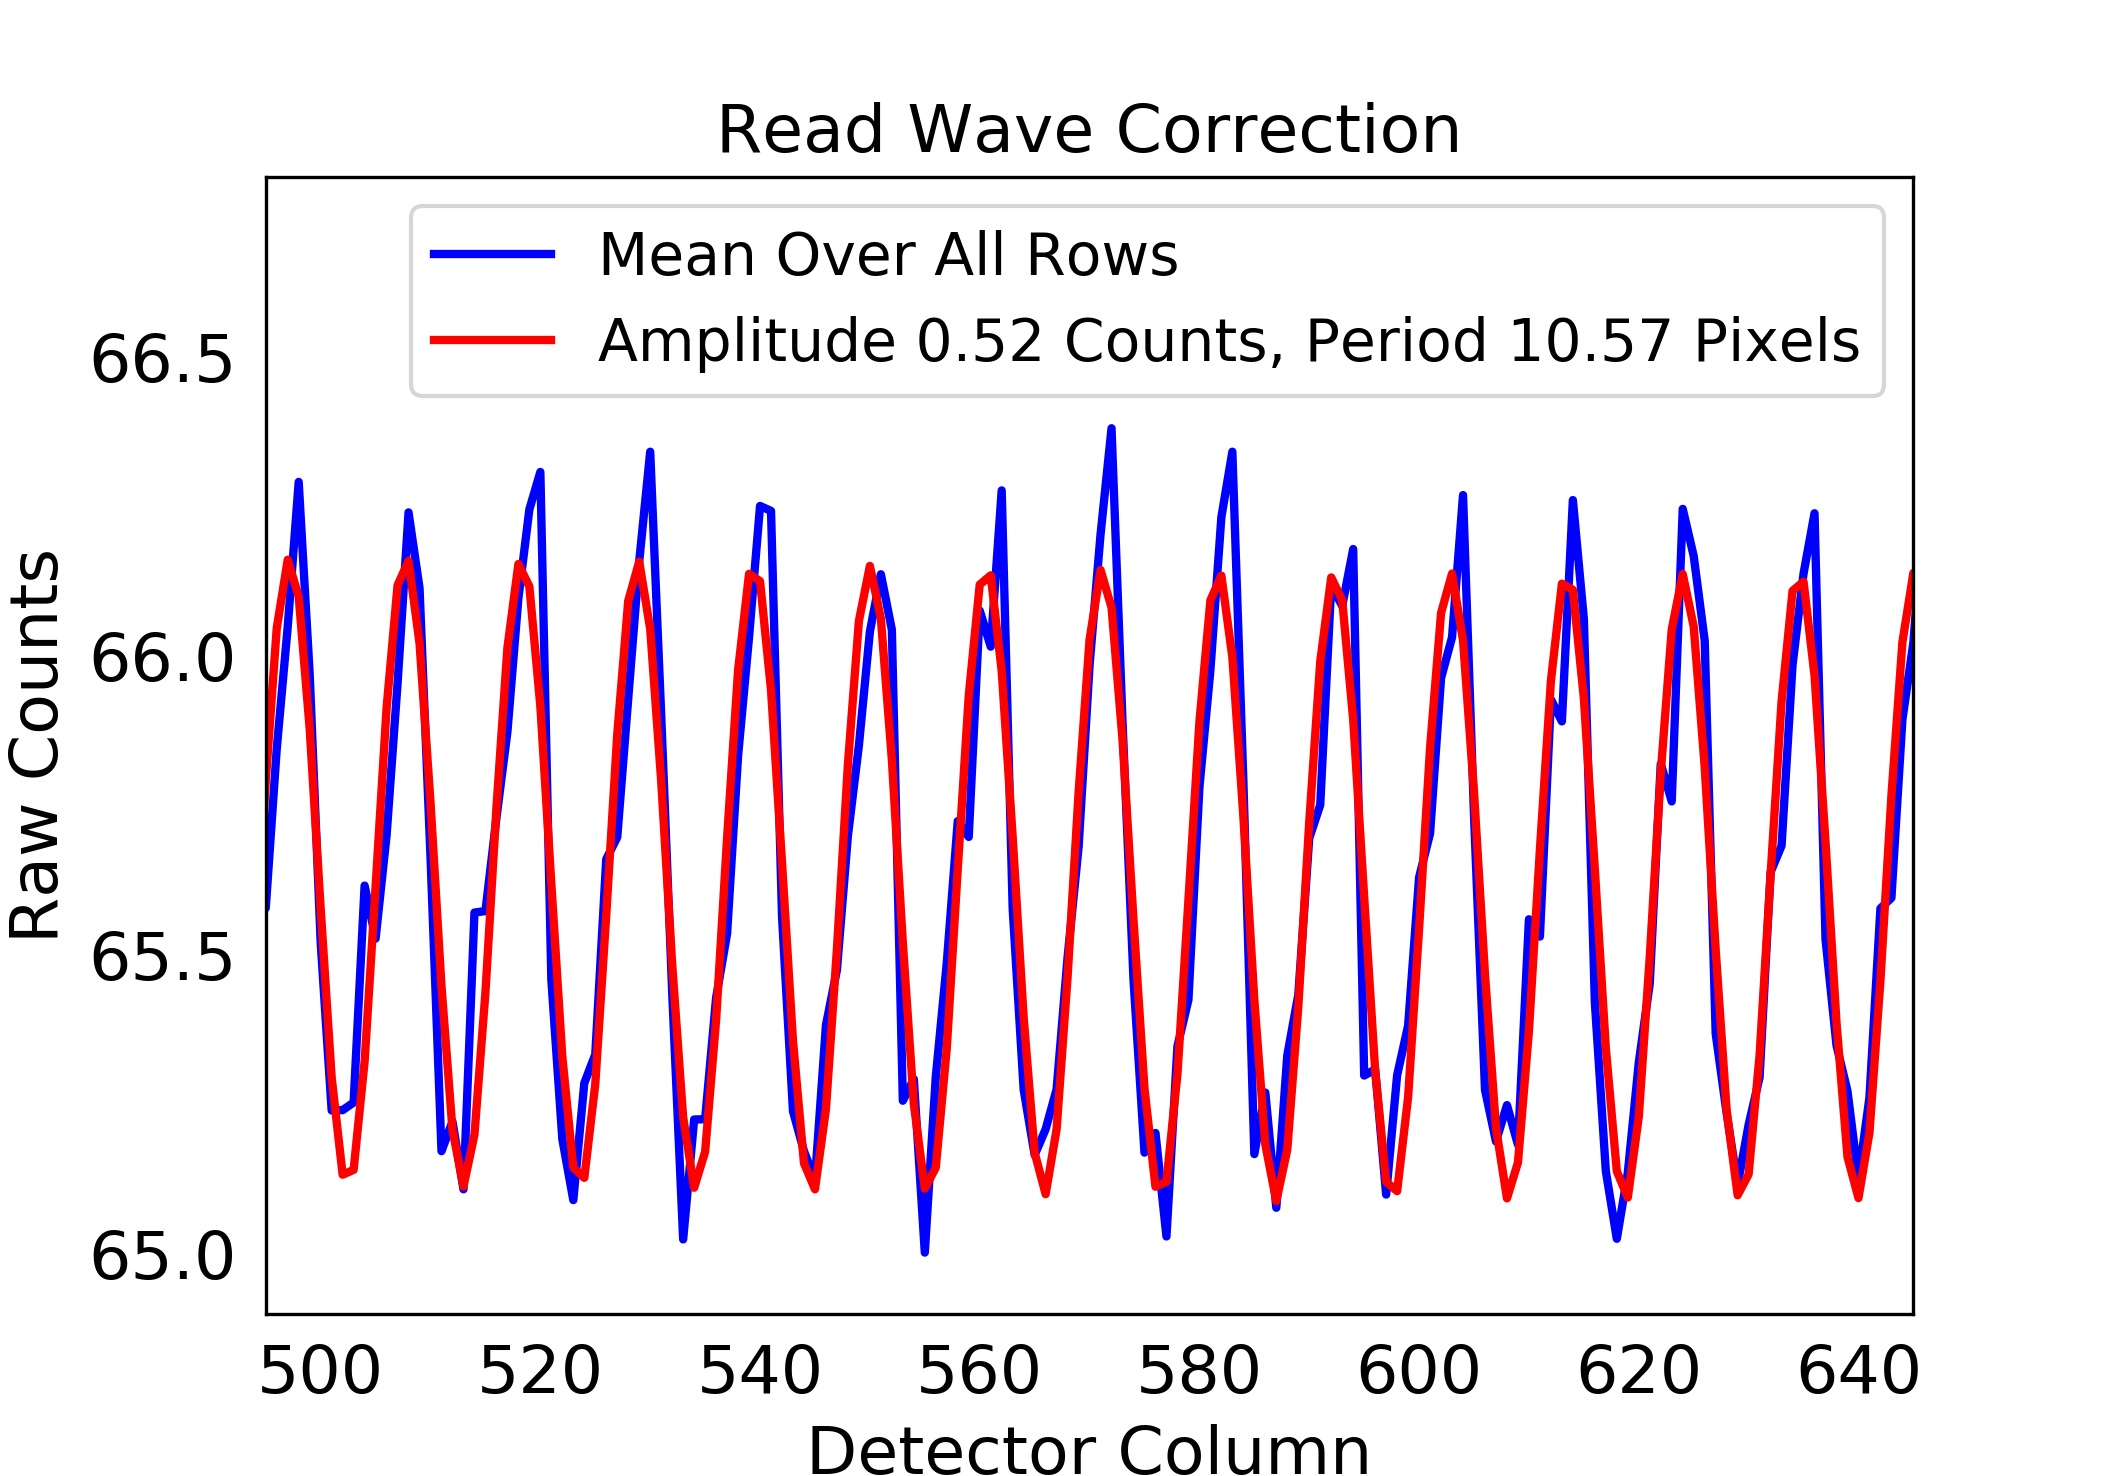 Read Wave Correction
Mean Over All Rows
Amplitude 0.52 Counts, Period 10.57 Pixels
Raw Counts
66.5
66.0
65.5
65.0
500 520 540 560 580 600 620 640
Detector Column